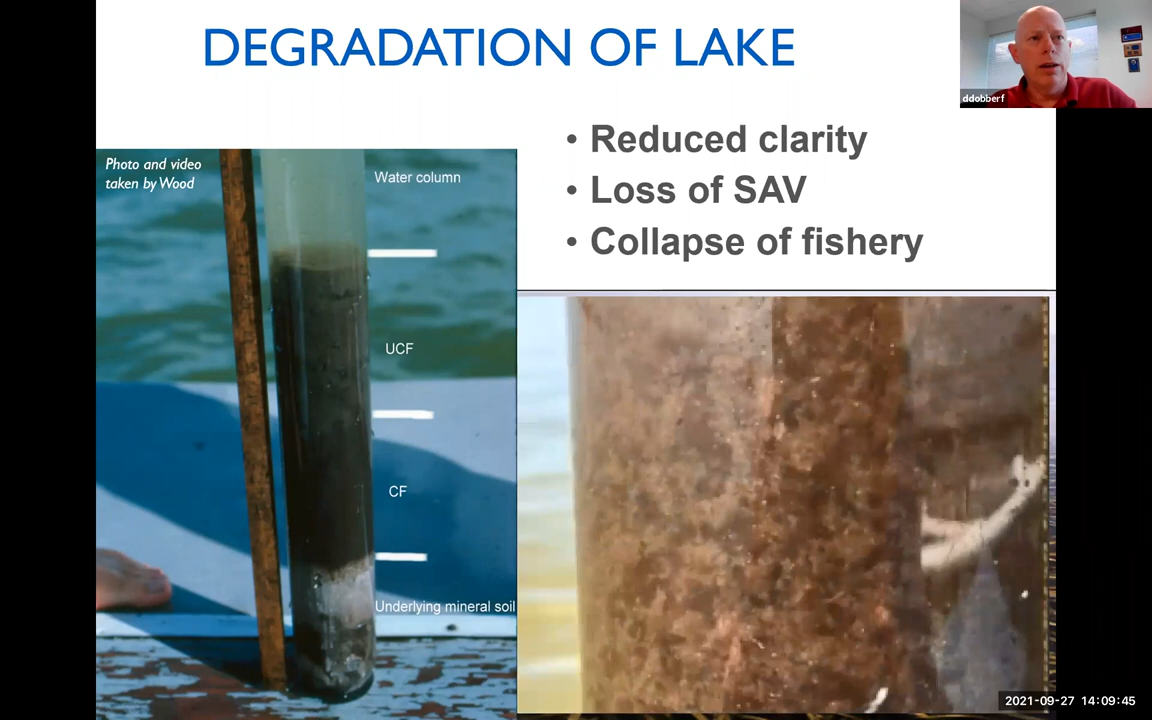 DEGRADATION OF LAKE
ddobberf
• Reduced clarity
• Loss of SAV
• Collapse of fishery
Photo and video
taken by Wood
Water column
UCF
CF
Underlying mineral soil
2021-09-27 14:09:45